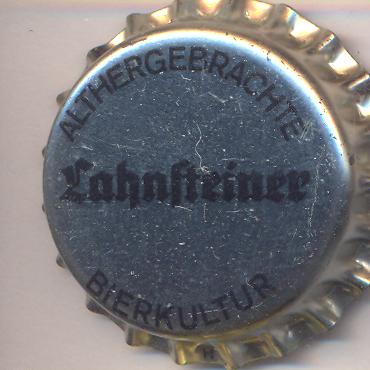 ALTHERGEBRACHTE
Lahnsteiner
BIERKULTUR
H